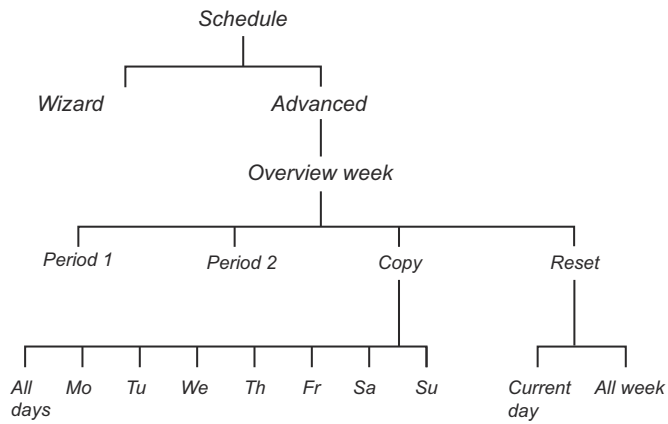 Schedule
Wizard Advanced
Overview week
Period 1 Period 2 Copy Reset
All days Mo Tu We Th Fr Sa Su Current day All week